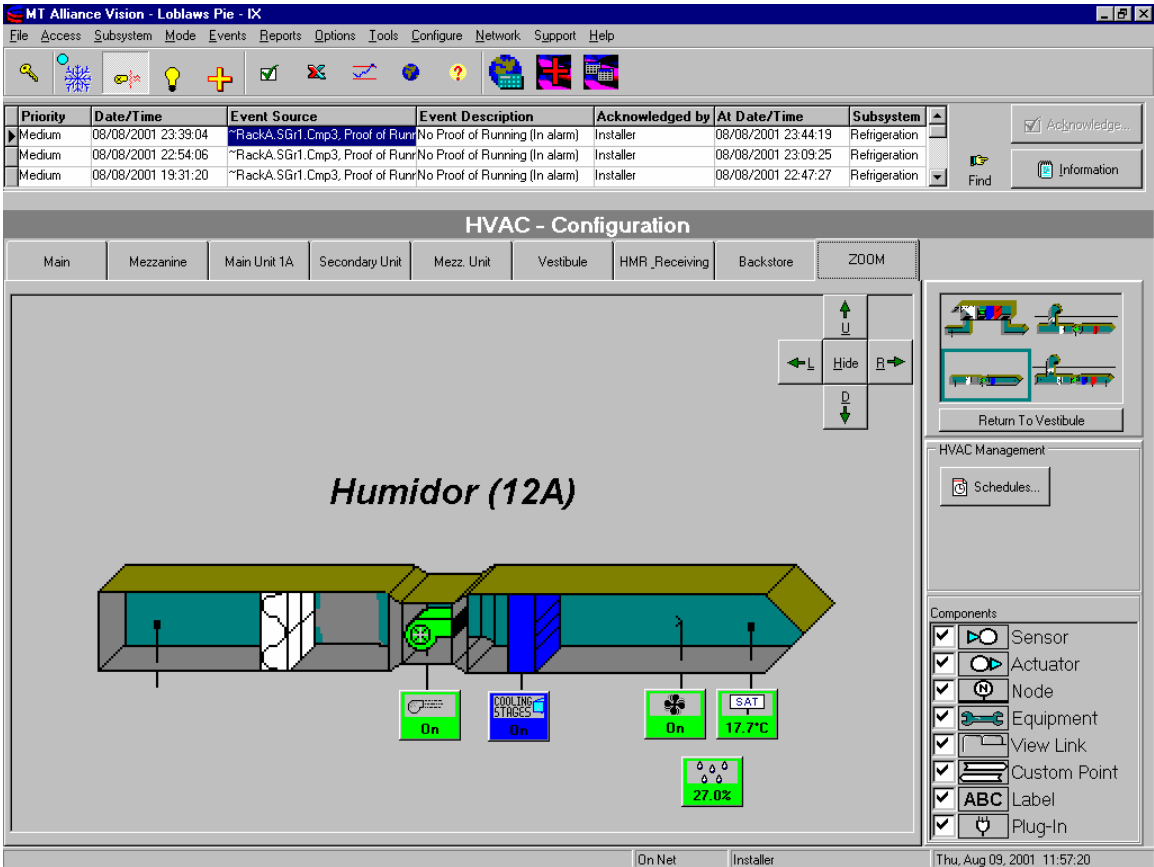 MT Alliance Vision - Loblaws Pie - IX
File Access Subsystem Mode Events Reports Options Tools Configure Network Support Help
Priority Date/Time Event Source Event Description Acknowledged by At Date/Time Subsystem
Medium 08/08/2001 23:39:04 ~RackA.SGr1.Cmp3, Proof of Runr No Proof of Running (In alarm) Installer 08/08/2001 23:44:19 Refrigeration
Medium 08/08/2001 22:54:06 ~RackA.SGr1.Cmp3, Proof of Runr No Proof of Running (In alarm) Installer 08/08/2001 23:09:25 Refrigeration
Medium 08/08/2001 19:31:20 ~RackA.SGr1.Cmp3, Proof of Runr No Proof of Running (In alarm) Installer 08/08/2001 22:47:27 Refrigeration
Find
Acknowledge...
Information
HVAC - Configuration
Main Mezzanine Main Unit 1A Secondary Unit Mezz. Unit Vestibule HMR_Receiving Backstore ZOOM
U
L Hide R
D
Return To Vestibule
HVAC Management
Schedules...
Humidor (12A)
On
COOLING STAGES
On
On
SAT
17.7°C
27.0%
Components
Sensor
Actuator
N Node
Equipment
View Link
Custom Point
ABC Label
Plug-In
On Net Installer Thu, Aug 09, 2001 11:57:20